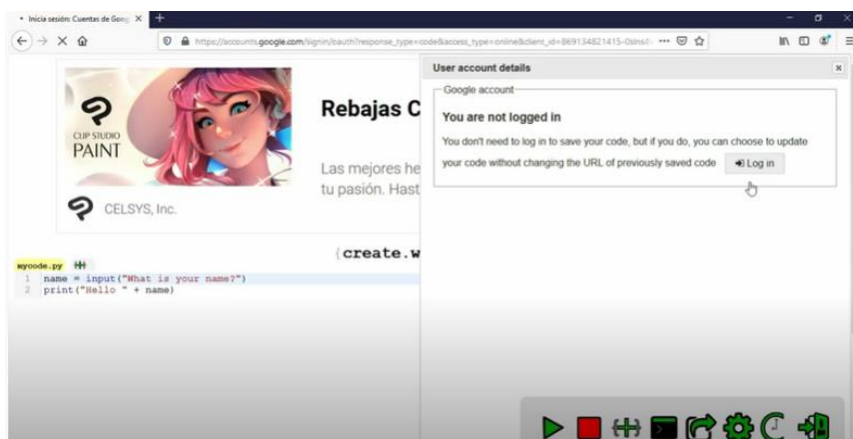 Inicia sesión: Cuentas de Goog
https://accounts.google.com/signin/oauth?response_type=code&access_type=online&client_id=869134821415-0slns
User account details
Google account
You are not logged in
You don't need to log in to save your code, but if you do, you can choose to update
your code without changing the URL of previously saved code
Log in
CLIP STUDIO
PAINT
CELSYS, Inc.
Rebajas C
Las mejores he
tu pasión. Hast
{create.w
mycode.py
1 name = input("What is your name?")
2 print("Hello " + name)